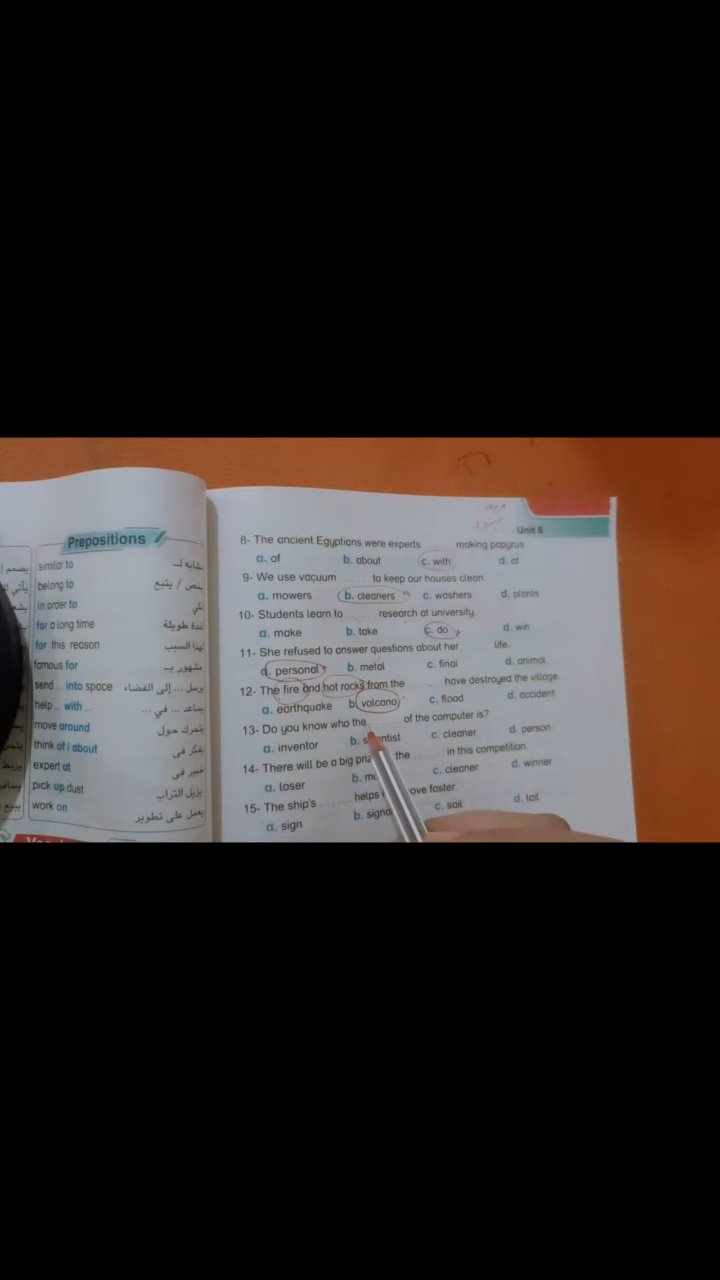 Prepositions
similar to مشابه لـ
belong to يخص / ينتمي
in order to لكي
for a long time لمدة طويلة
for this reason لهذا السبب
famous for مشهور بـ
send ... into space يرسل ... إلى الفضاء
help ... with ... يساعد ... في ...
move around يتحرك حول
think of / about يفكر في
expert at خبير في
pick up dust يزيل التراب
work on يعمل على تطوير
Unit 6
8- The ancient Egyptians were experts making papyrus.
a. of b. about c. with d. at
9- We use vacuum ..... to keep our houses clean.
a. mowers b. cleaners c. washers d. plants
10- Students learn to ..... research at university.
a. make b. take c. do d. win
11- She refused to answer questions about her life.
a. personal b. metal c. final d. animal
12- The fire and hot rocks from the ..... have destroyed the village.
a. earthquake b. volcano c. flood d. accident
13- Do you know who the ..... of the computer is?
a. inventor b. c. cleaner d. person
14- There will be a big the ..... in this competition.
a. loser b. c. cleaner d. winner
15- The ship's ..... helps faster.
a. sign b. c. sail d. tail